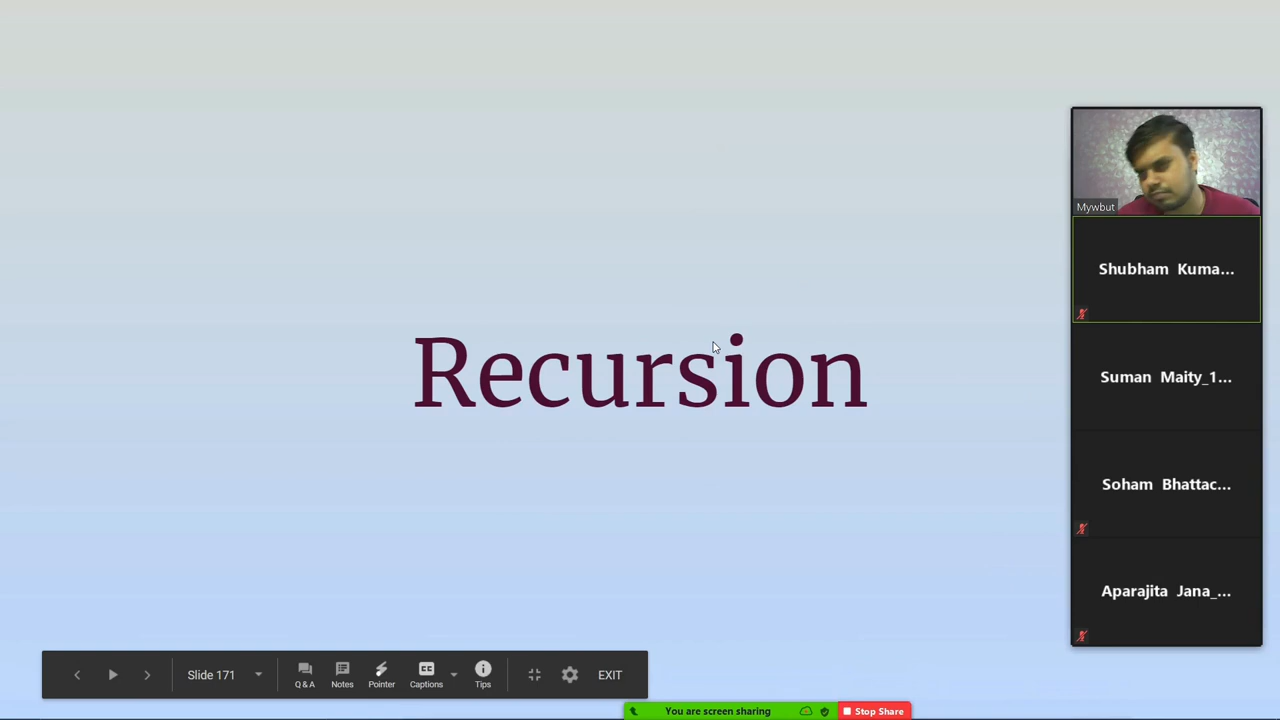 Mywbut
Shubham Kuma...
Suman Maity_1...
Recursion
Soham Bhattac...
Aparajita Jana_...
Slide 171
Q & A
Notes
Pointer
CC
Captions
Tips
EXIT
You are screen sharing
Stop Share